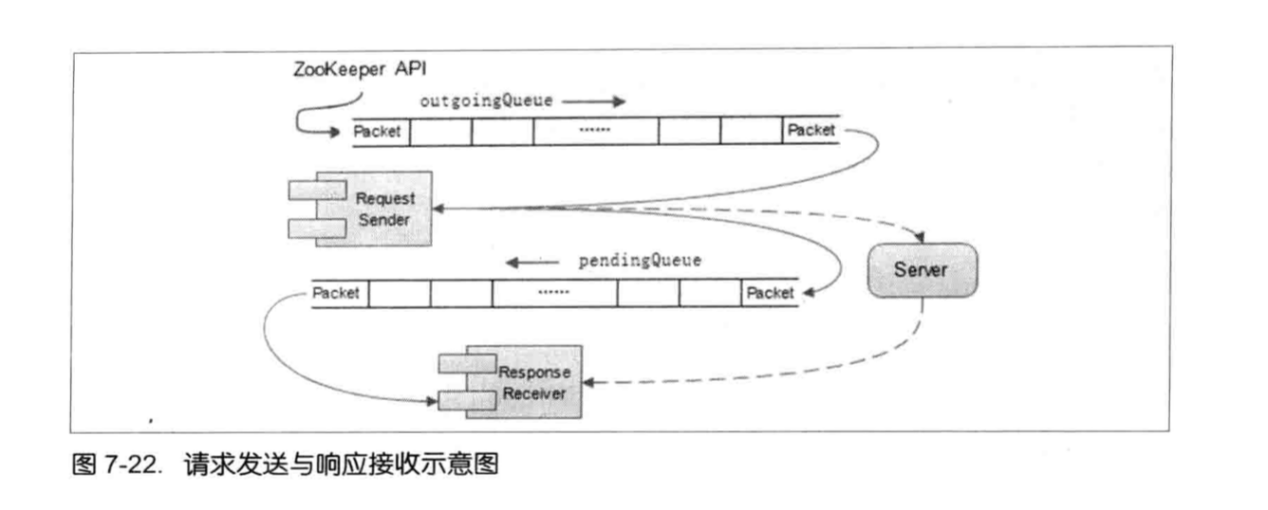 ZooKeeper API
outgoingQueue
Packet
......
Packet
Request
Sender
pendingQueue
Server
Packet
......
Packet
Response
Receiver
图 7-22. 请求发送与响应接收示意图